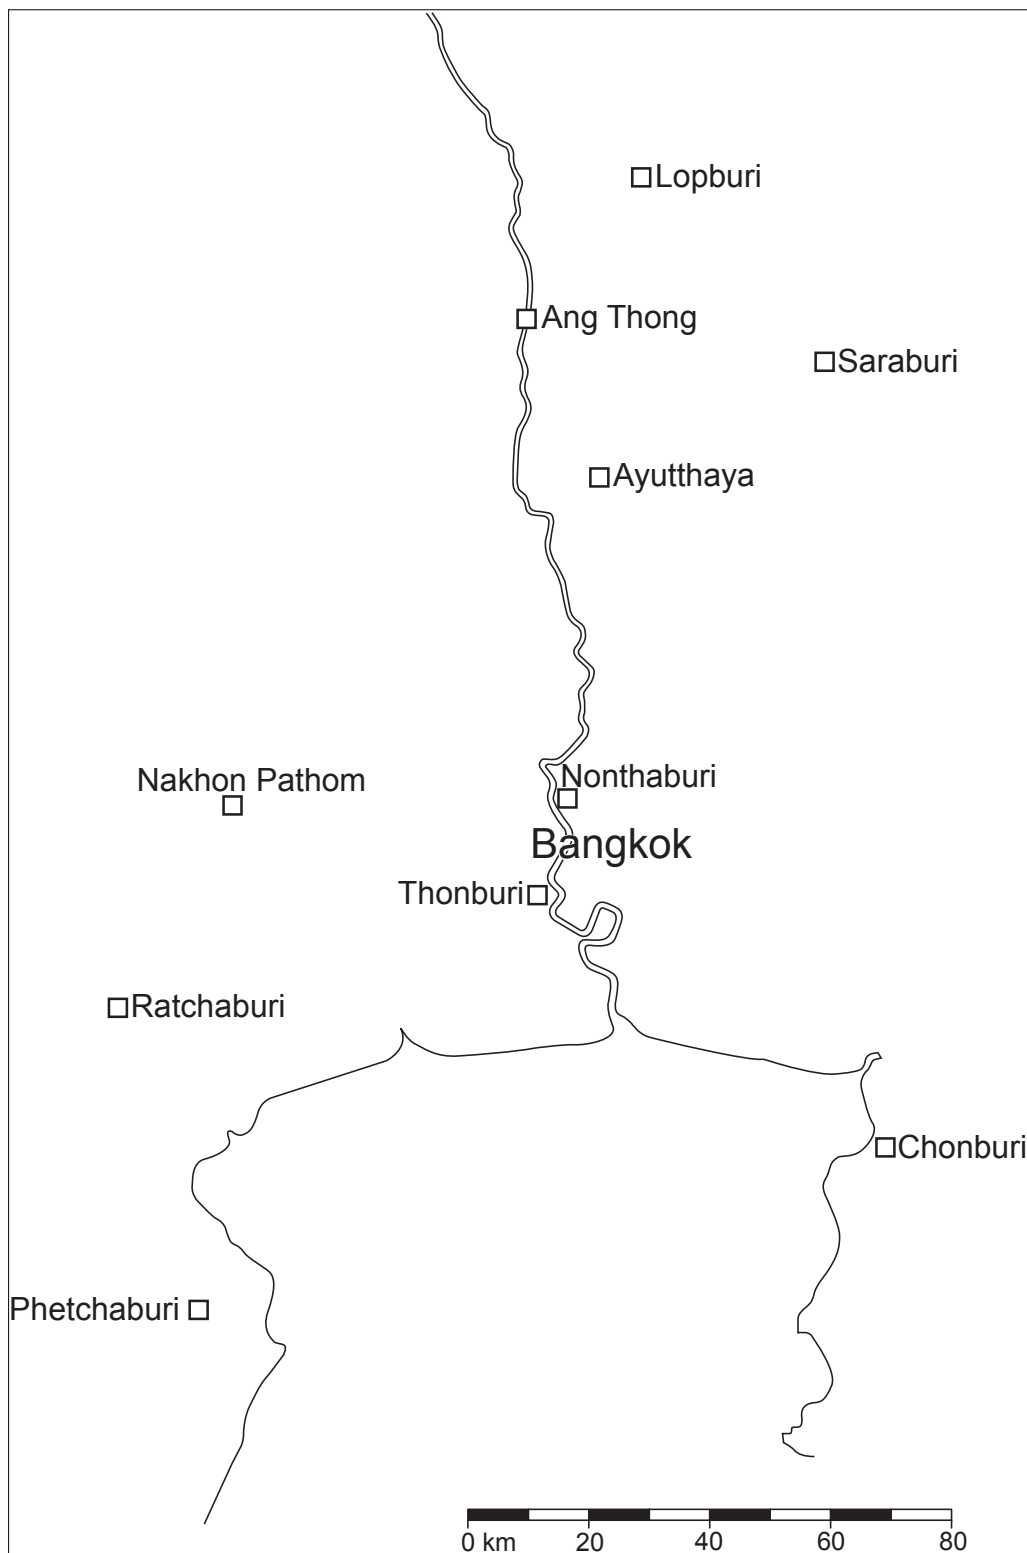 Lopburi
Ang Thong
Saraburi
Ayutthaya
Nakhon Pathom
Nonthaburi
Bangkok
Thonburi
Ratchaburi
Chonburi
Phetchaburi
0 km 20 40 60 80